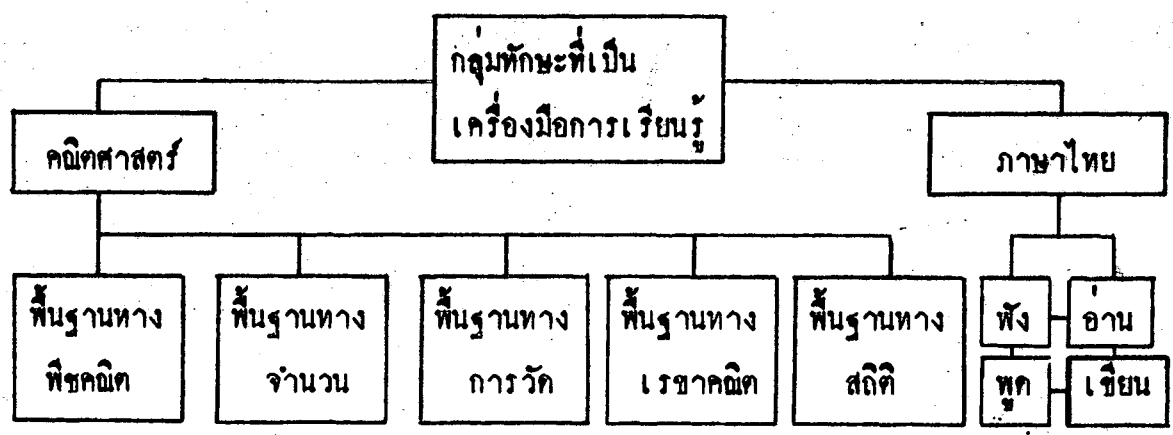 กลุ่มทักษะที่เป็น
เครื่องมือการเรียนรู้
คณิตศาสตร์
ภาษาไทย
พื้นฐานทาง
พีชคณิต
พื้นฐานทาง
จำนวน
พื้นฐานทาง
การวัด
พื้นฐานทาง
เรขาคณิต
พื้นฐานทาง
สถิติ
ฟัง
อ่าน
พูด
เขียน